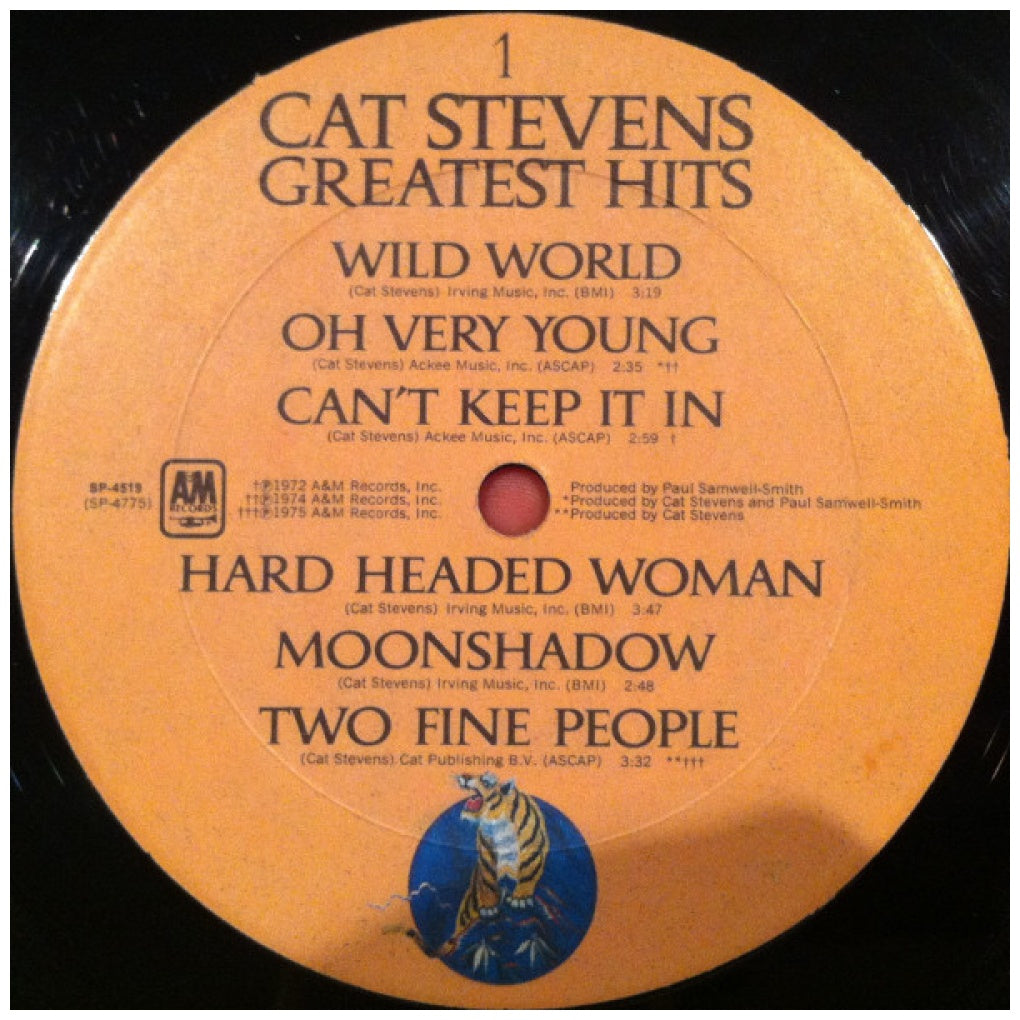 1
CAT STEVENS
GREATEST HITS
WILD WORLD
(Cat Stevens) Irving Music, Inc. (BMI) 3:19
OH VERY YOUNG
(Cat Stevens) Ackee Music, Inc. (ASCAP) 2:35 *††
CAN'T KEEP IT IN
(Cat Stevens) Ackee Music, Inc. (ASCAP) 2:59 †
SP-4519
(SP-4775)
A&M
RECORDS
†℗1972 A&M Records, Inc.
††℗1974 A&M Records, Inc.
†††℗1975 A&M Records, Inc.
Produced by Paul Samwell-Smith
*Produced by Cat Stevens and Paul Samwell-Smith
**Produced by Cat Stevens
HARD HEADED WOMAN
(Cat Stevens) Irving Music, Inc. (BMI) 3:47
MOONSHADOW
(Cat Stevens) Irving Music, Inc. (BMI) 2:48
TWO FINE PEOPLE
(Cat Stevens) Cat Publishing B.V. (ASCAP) 3:32 **†††